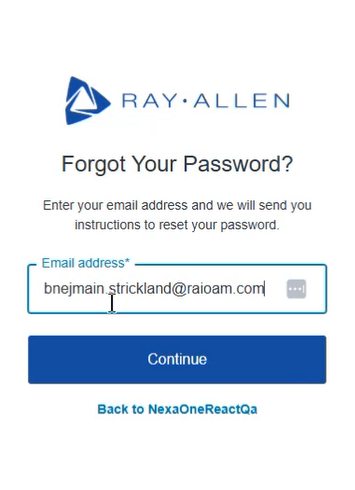 RAY·ALLEN
Forgot Your Password?
Enter your email address and we will send you
instructions to reset your password.
Email address*
bnejmain.strickland@raioam.com
Continue
Back to NexaOneReactQa